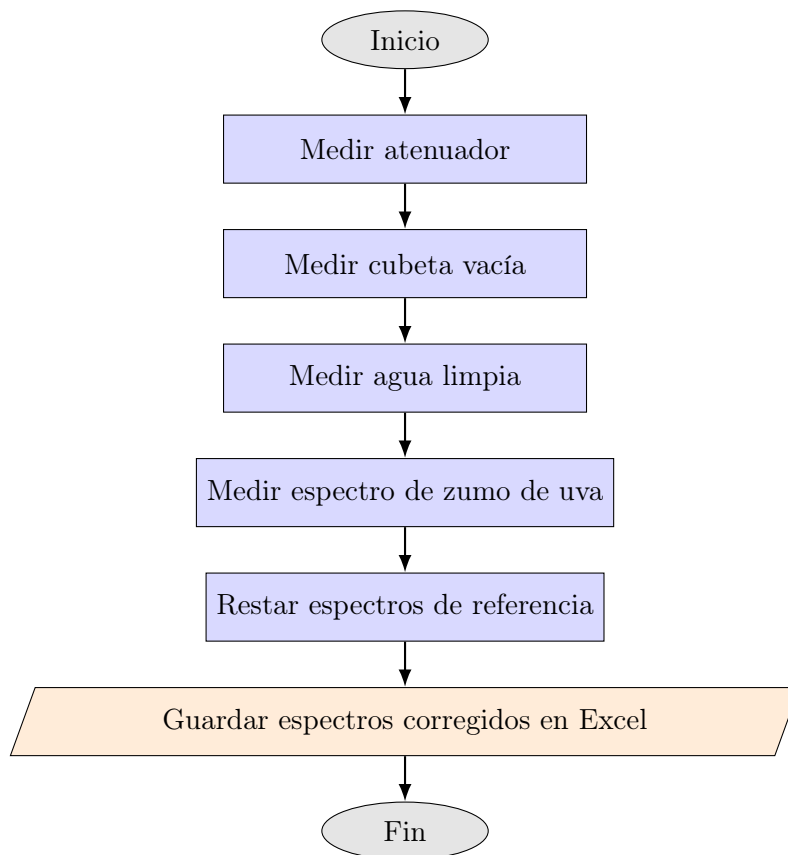 Inicio
Medir atenuador
Medir cubeta vacía
Medir agua limpia
Medir espectro de zumo de uva
Restar espectros de referencia
Guardar espectros corregidos en Excel
Fin